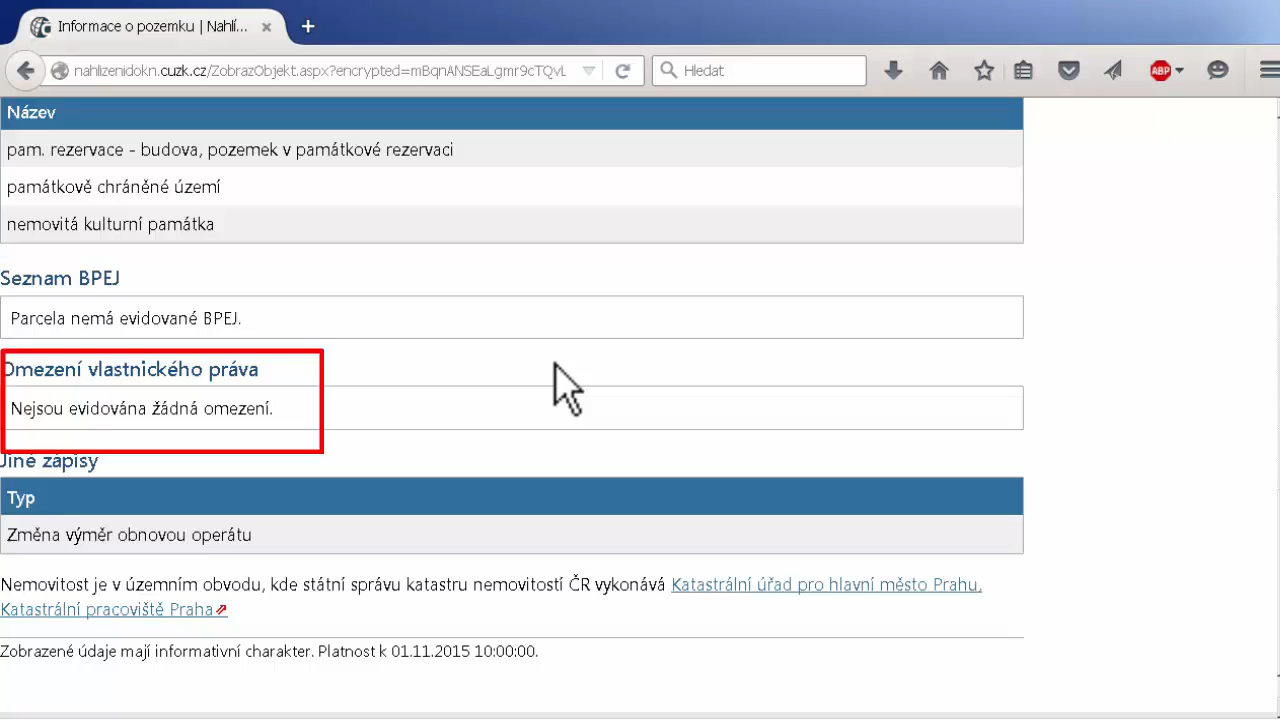 Informace o pozemku | Nahlí...
nahlizenidokn.cuzk.cz/ZobrazObjekt.aspx?encrypted=mBqnANSEaLgmr9cTQvl
Hledat
ABP
Název
pam. rezervace - budova, pozemek v památkové rezervaci
památkově chráněné území
nemovitá kulturní památka
Seznam BPEJ
Parcela nemá evidované BPEJ.
Omezení vlastnického práva
Nejsou evidována žádná omezení.
Jiné zápisy
Typ
Změna výměr obnovou operátu
Nemovitost je v územním obvodu, kde státní správu katastru nemovitostí ČR vykonává Katastrální úřad pro hlavní město Prahu,
Katastrální pracoviště Praha
Zobrazené údaje mají informativní charakter. Platnost k 01.11.2015 10:00:00.